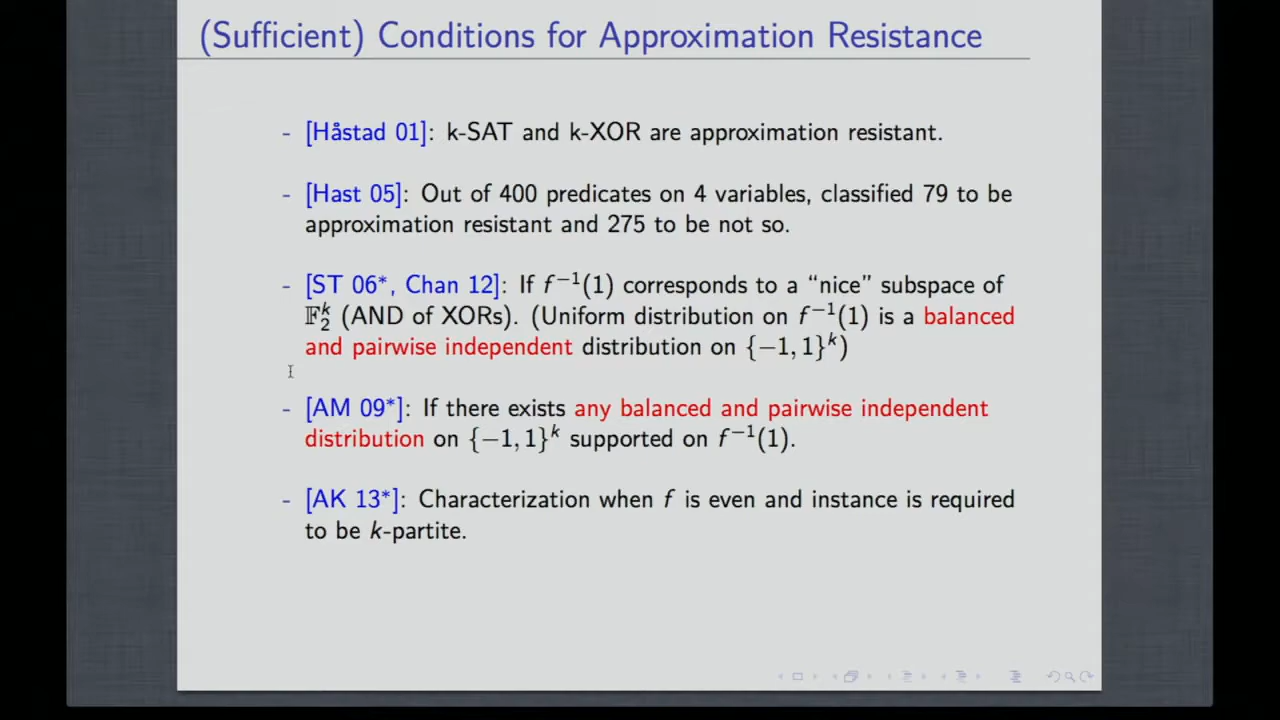 (Sufficient) Conditions for Approximation Resistance
- [Håstad 01]: k-SAT and k-XOR are approximation resistant.
- [Hast 05]: Out of 400 predicates on 4 variables, classified 79 to be
approximation resistant and 275 to be not so.
- [ST 06*, Chan 12]: If f⁻¹(1) corresponds to a “nice” subspace of
𝔽₂ᵏ (AND of XORs). (Uniform distribution on f⁻¹(1) is a balanced
and pairwise independent distribution on {−1, 1}ᵏ)
- [AM 09*]: If there exists any balanced and pairwise independent
distribution on {−1, 1}ᵏ supported on f⁻¹(1).
- [AK 13*]: Characterization when f is even and instance is required
to be k-partite.